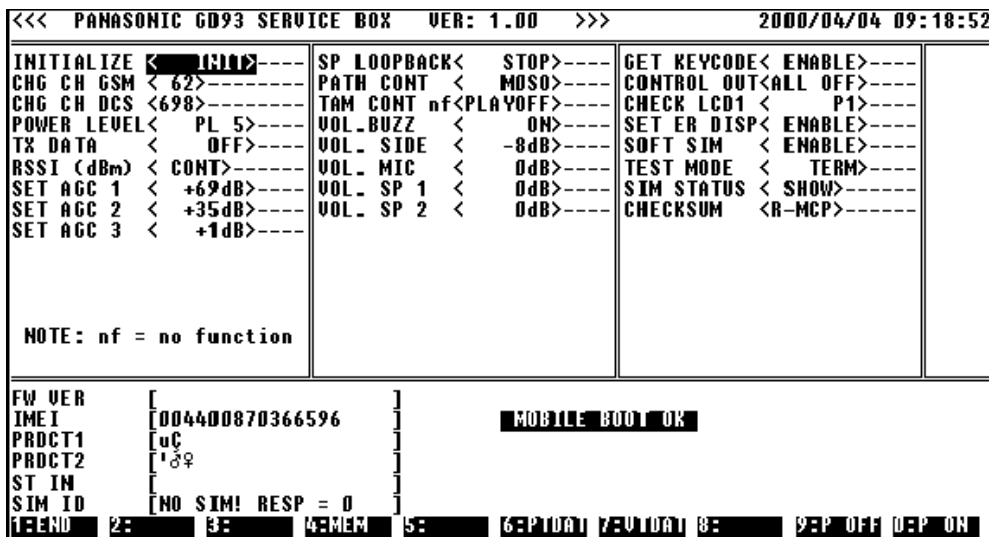 <<< PANASONIC GD93 SERVICE BOX VER: 1.00 >>> 2000/04/04 09:18:52
INITIALIZE < INIT>----
CHG CH GSM < 62>---------
CHG CH DCS <698>---------
POWER LEVEL< PL 5>----
TX DATA < OFF>----
RSSI (dBm) < CONT>------
SET AGC 1 < +69dB>----
SET AGC 2 < +35dB>----
SET AGC 3 < +1dB>----
NOTE: nf = no function
SP LOOPBACK< STOP>----
PATH CONT < MOSO>----
TAM CONT nf<PLAYOFF>----
VOL.BUZZ < ON>----
VOL. SIDE < -8dB>----
VOL. MIC < 0dB>----
VOL. SP 1 < 0dB>----
VOL. SP 2 < 0dB>----
GET KEYCODE< ENABLE>----
CONTROL OUT<ALL OFF>----
CHECK LCD1 < P1>----
SET ER DISP< ENABLE>----
SOFT SIM < ENABLE>----
TEST MODE < TERM>----
SIM STATUS < SHOW>------
CHECKSUM <R-MCP>------
FW VER [ ]
IMEI [004400870366596 ]
MOBILE BOOT OK
PRDCT1 [uÇ ]
PRDCT2 ['♂♀ ]
ST IN [ ]
SIM ID [NO SIM! RESP = 0 ]
1:END 2: 3: 4:MEM 5: 6:PTDAT 7:VTDAT 8: 9:P OFF 0:P ON